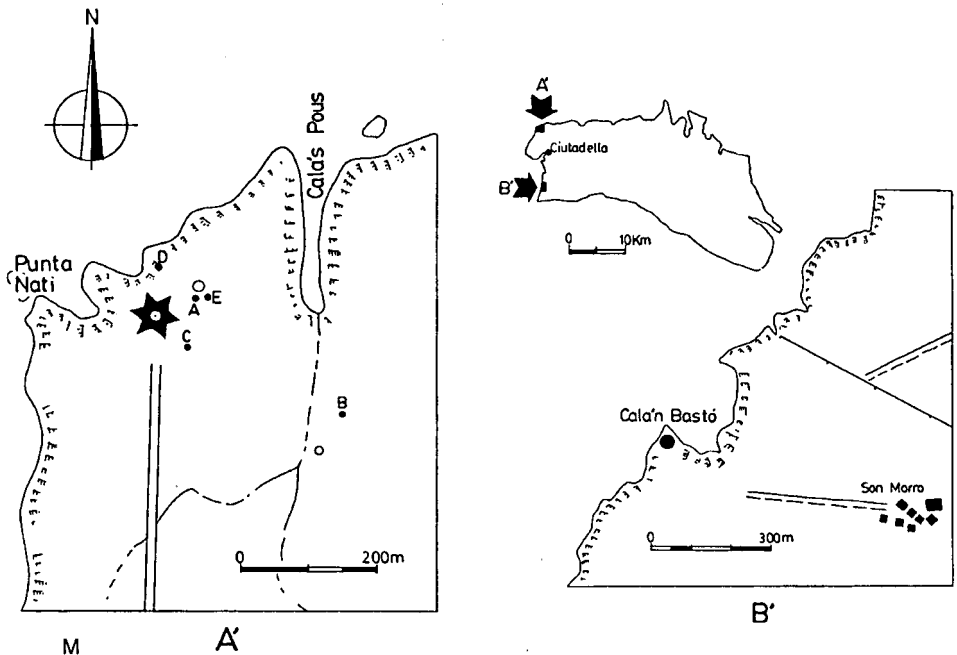 N
Cala's Pous
Punta
Nati
D
A
E
C
B
0 200m
M
A'
A'
Ciutadella
B'
0 10Km
Cala'n Bastó
Son Morro
0 300m
B'